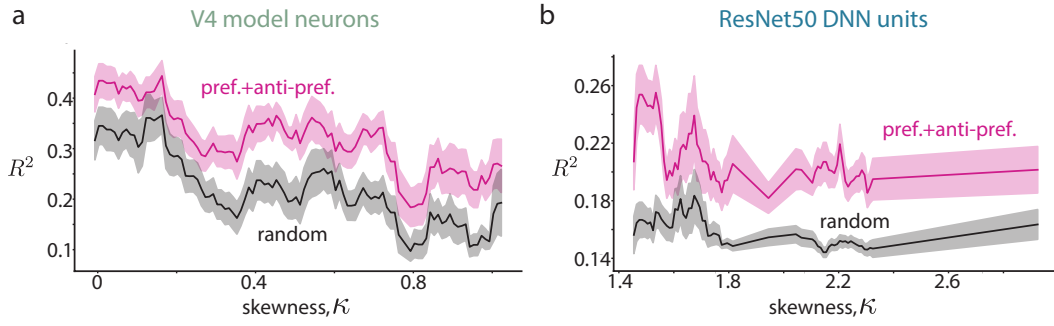 a
V4 model neurons
R²
0.4
0.3
0.2
0.1
pref.+anti-pref.
random
0
0.4
0.8
skewness, κ
b
ResNet50 DNN units
R²
0.26
0.22
0.18
0.14
pref.+anti-pref.
random
1.4
1.8
2.2
2.6
skewness, κ